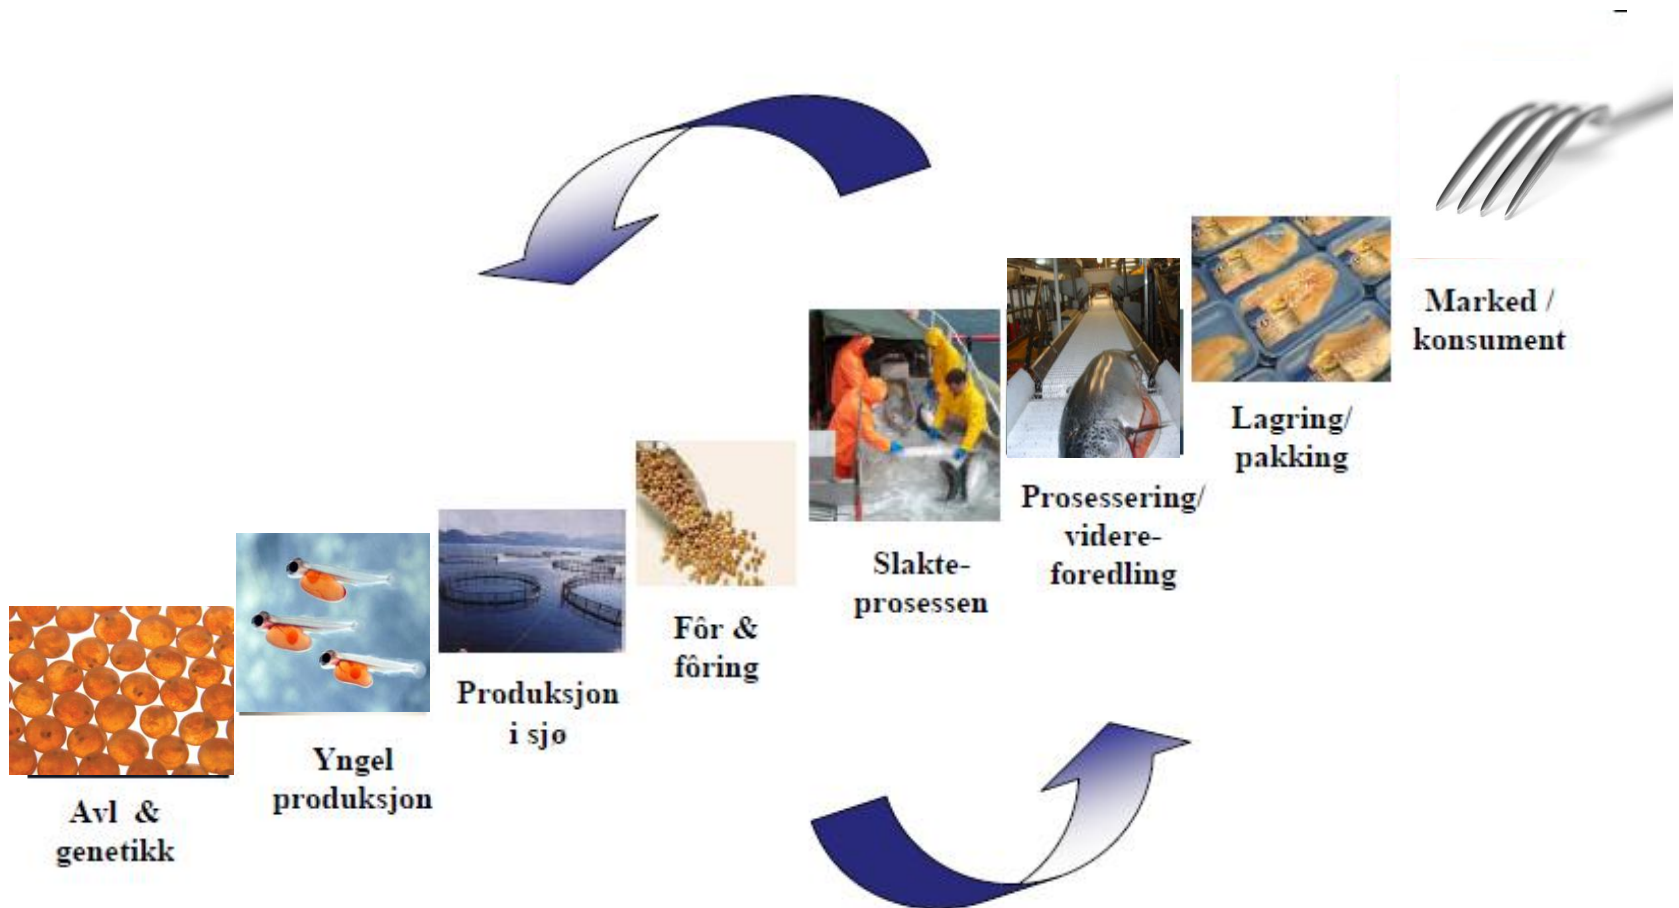 Avl &
genetikk
Yngel
produksjon
Produksjon
i sjø
Fôr &
fôring
Slakte-
prosessen
Prosessering/
videre-
foredling
Lagring/
pakking
Marked /
konsument